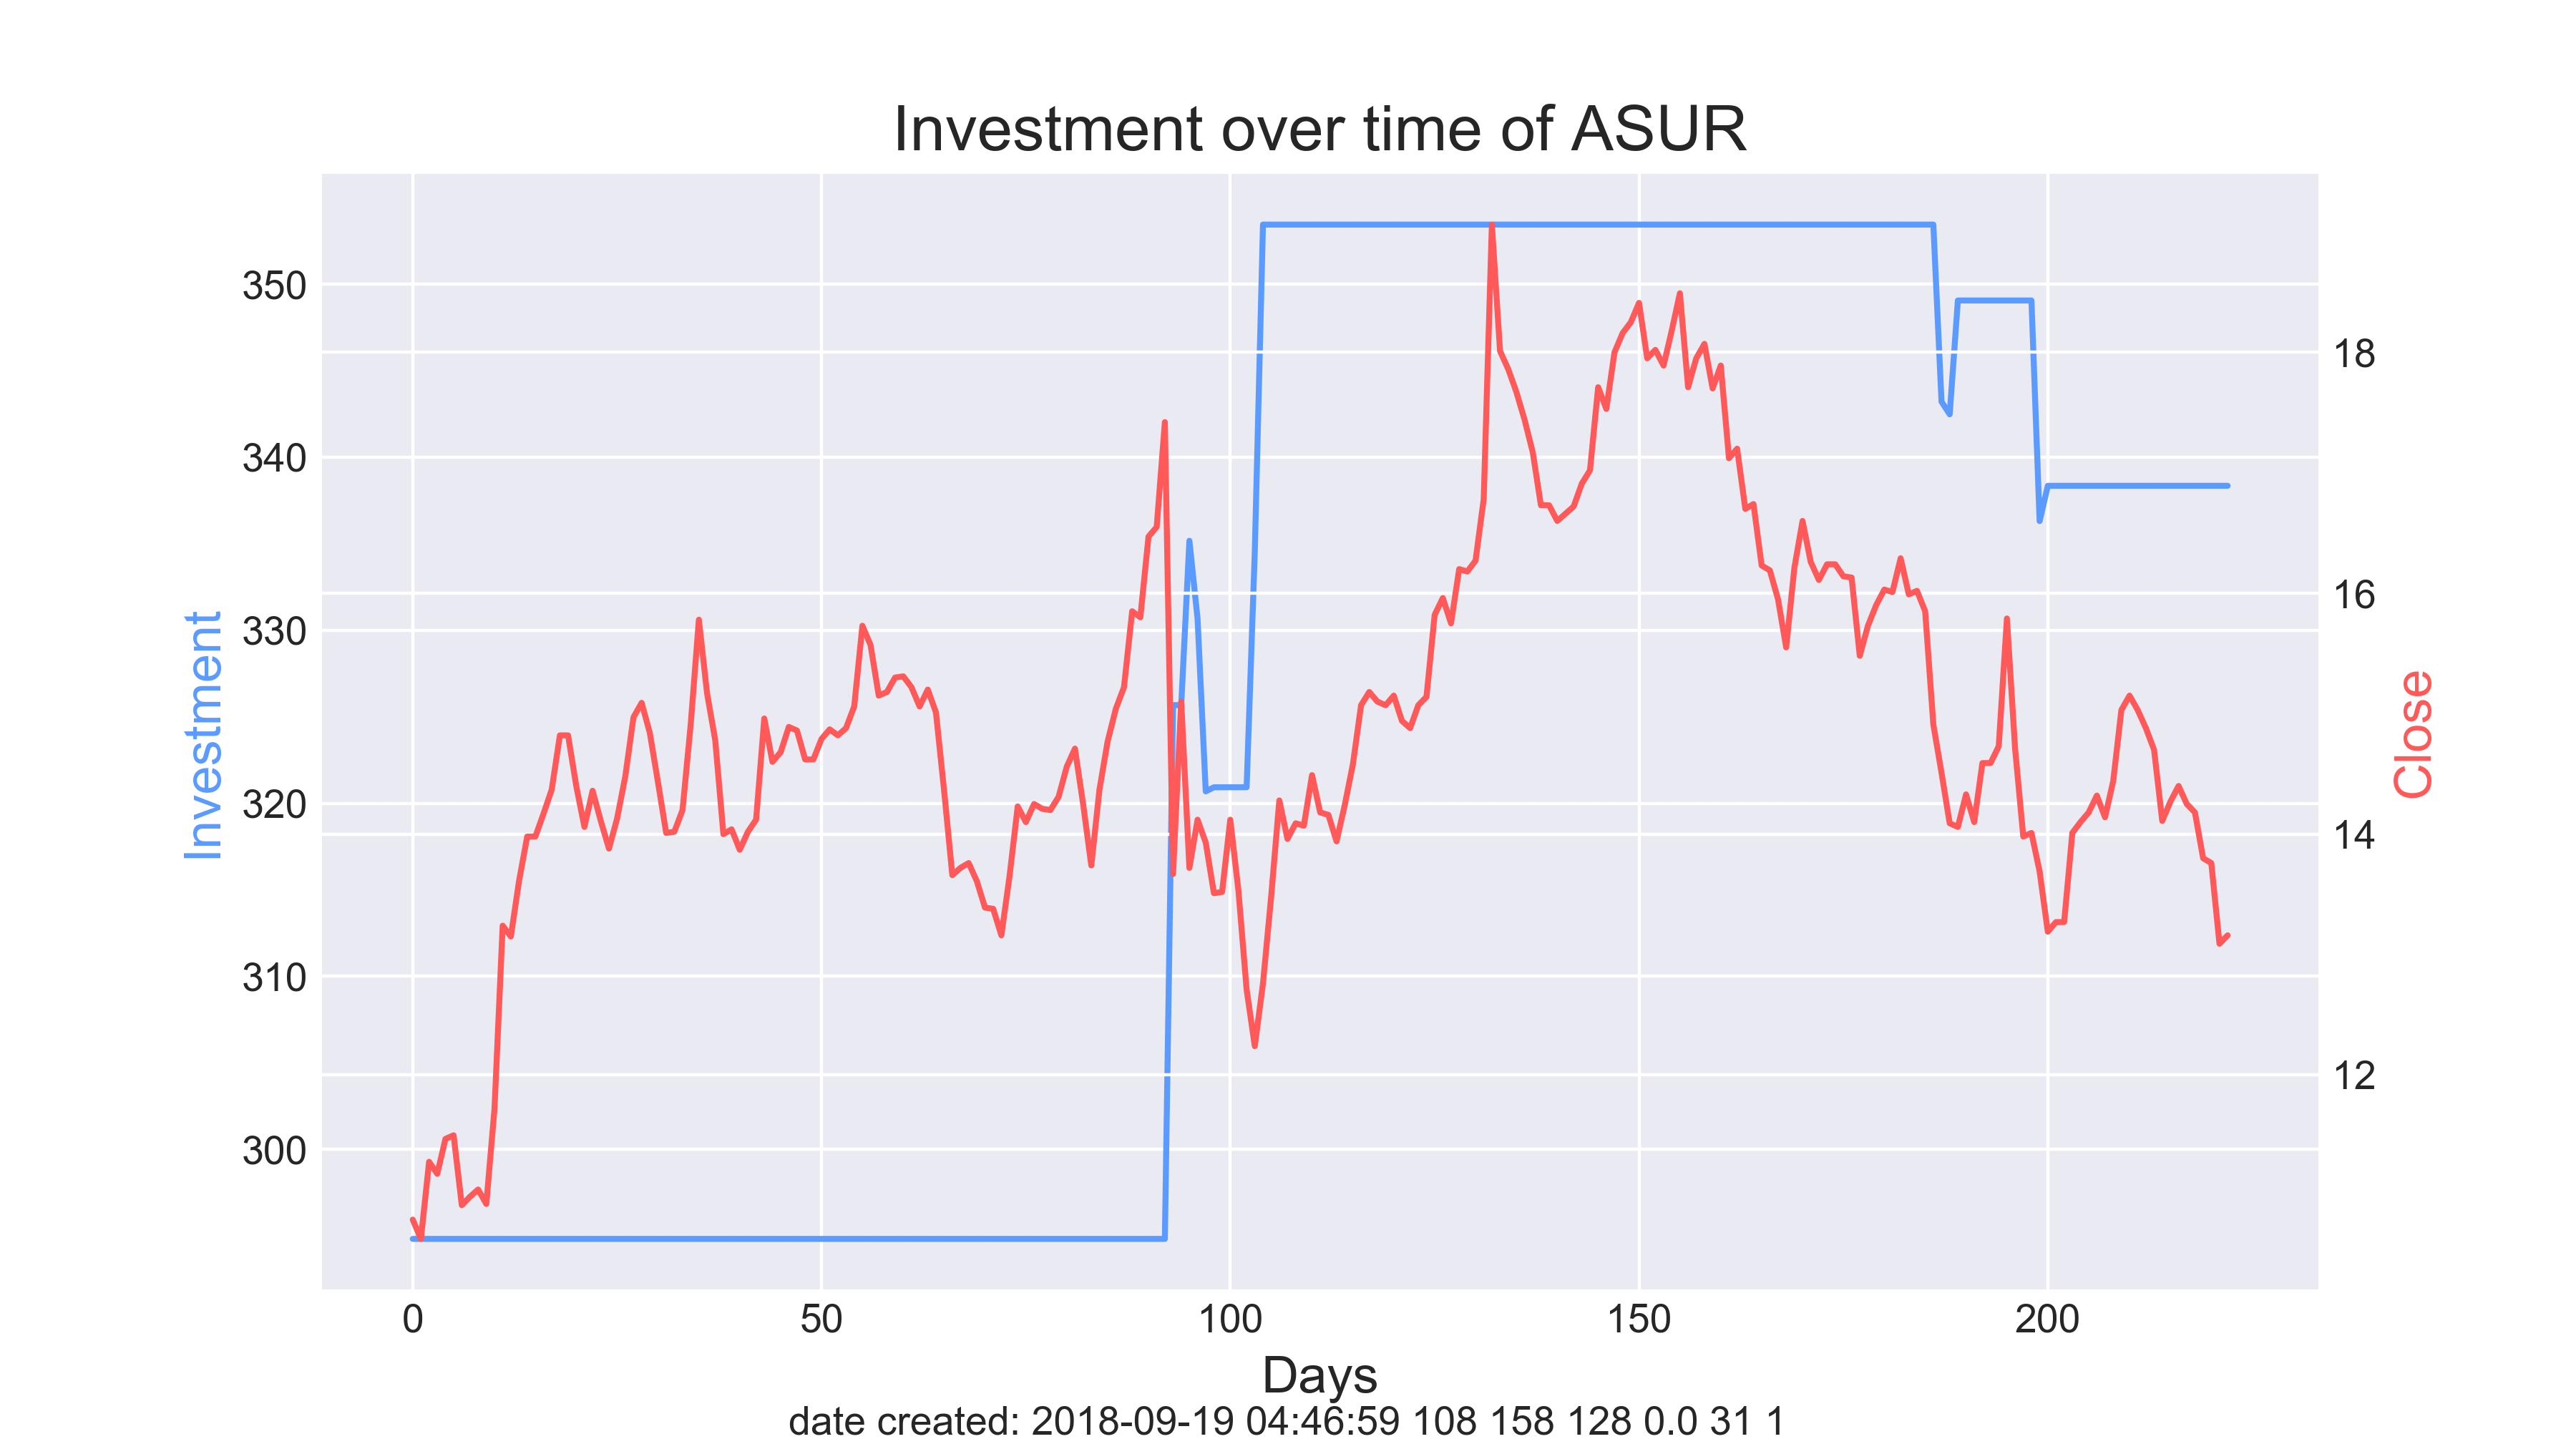 Investment over time of ASUR
350
340
330
320
310
300
Investment
18
16
14
12
Close
0 50 100 150 200
Days
date created: 2018-09-19 04:46:59 108 158 128 0.0 31 1